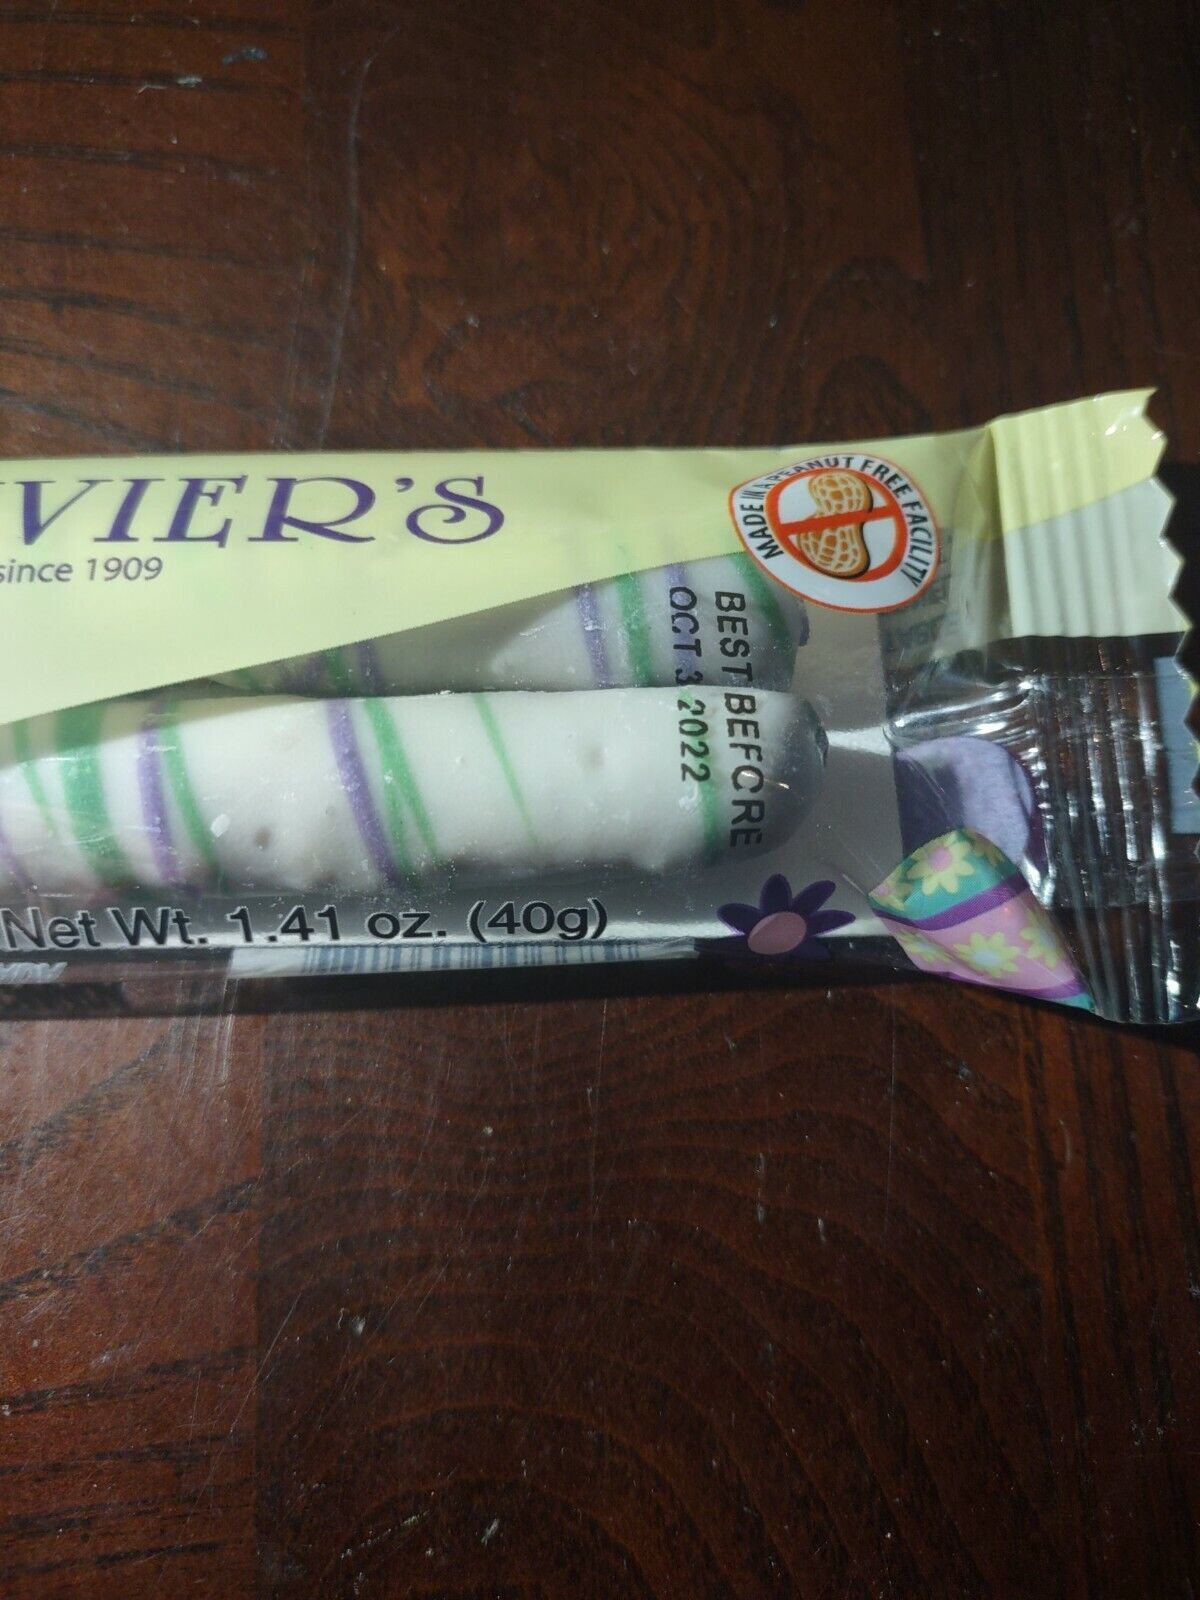 VIER'S
since 1909
MADE IN A PEANUT FREE FACILITY
BEST BEFORE
OCT 3 2022
Net Wt. 1.41 oz. (40g)